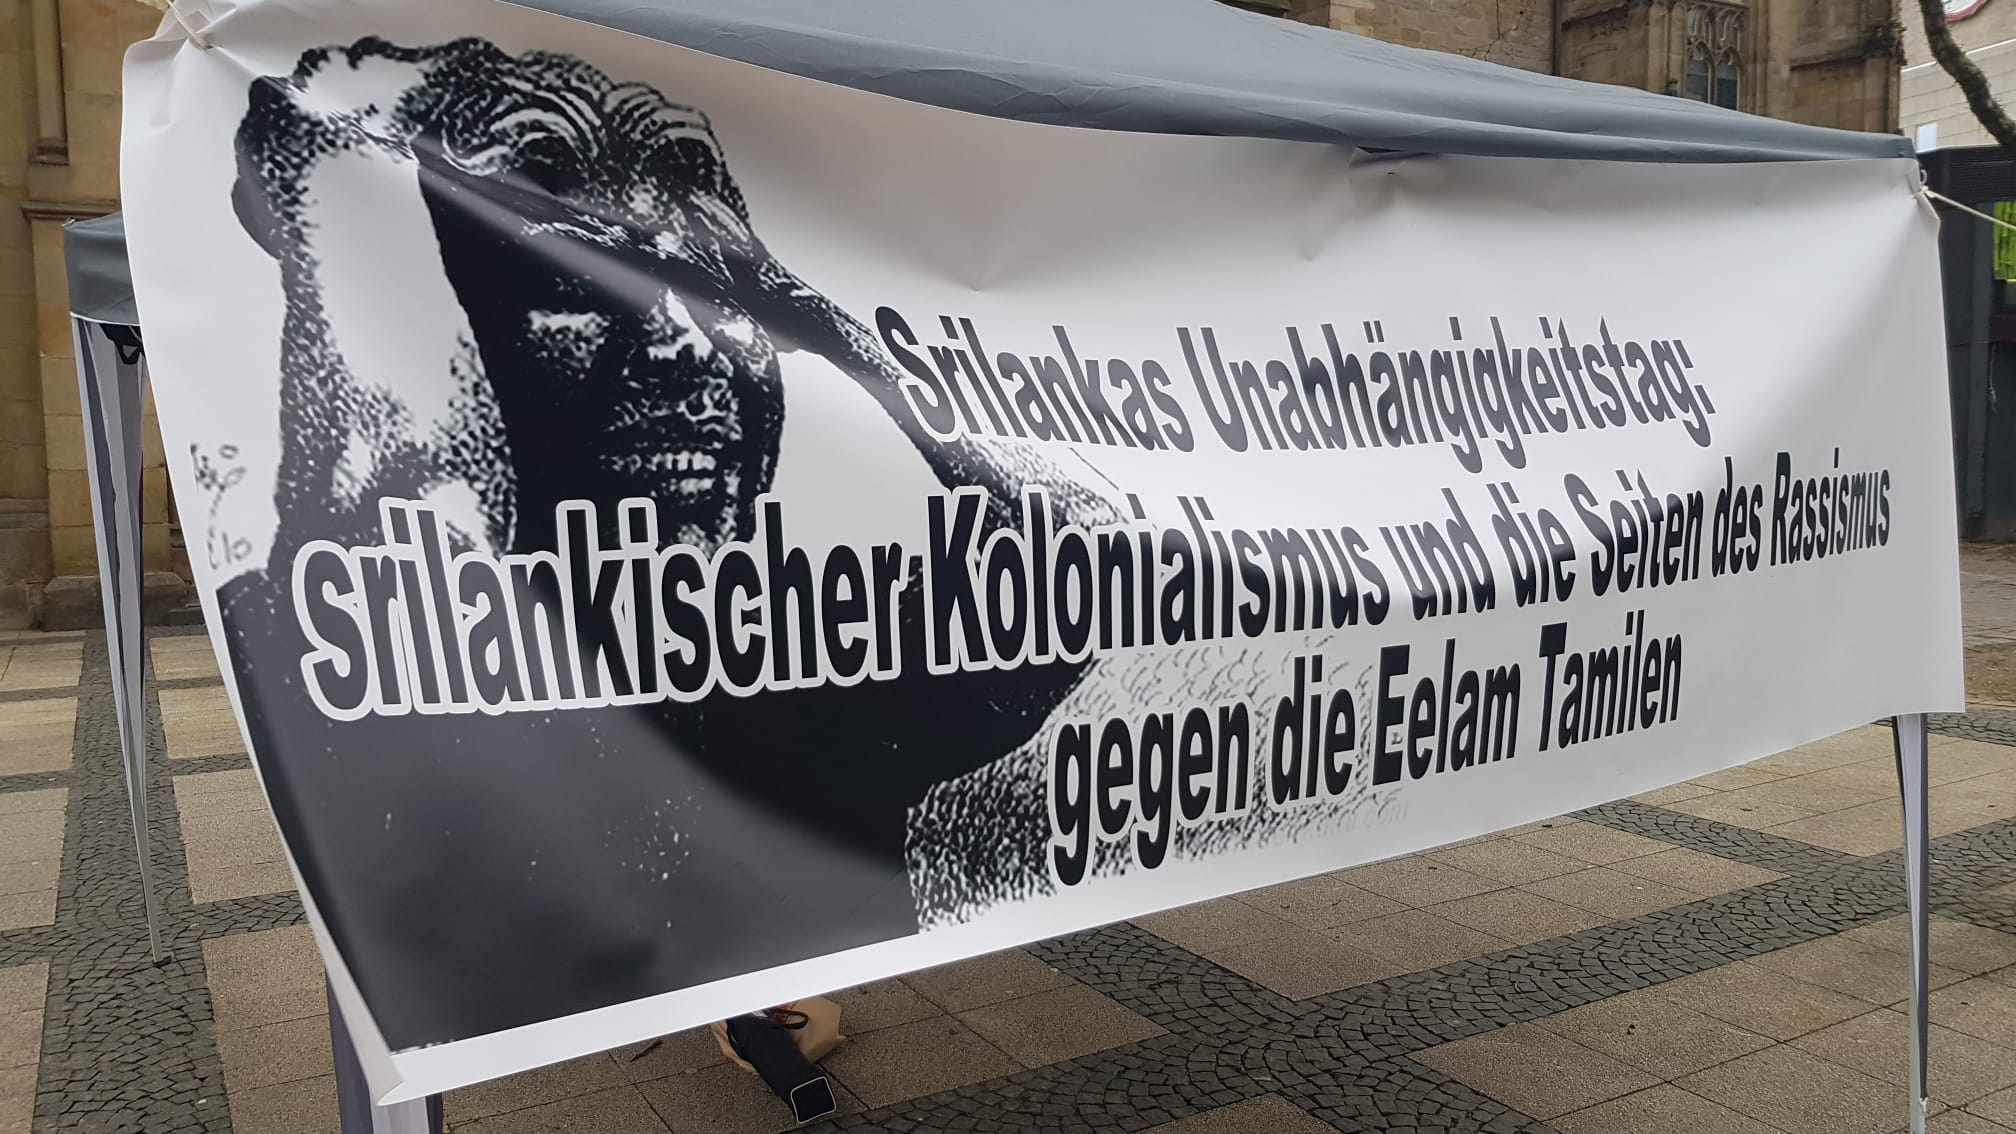 Srilankas Unabhängigkeitstag:
srilankischer Kolonialismus und die Seiten des Rassismus
gegen die Eelam Tamilen